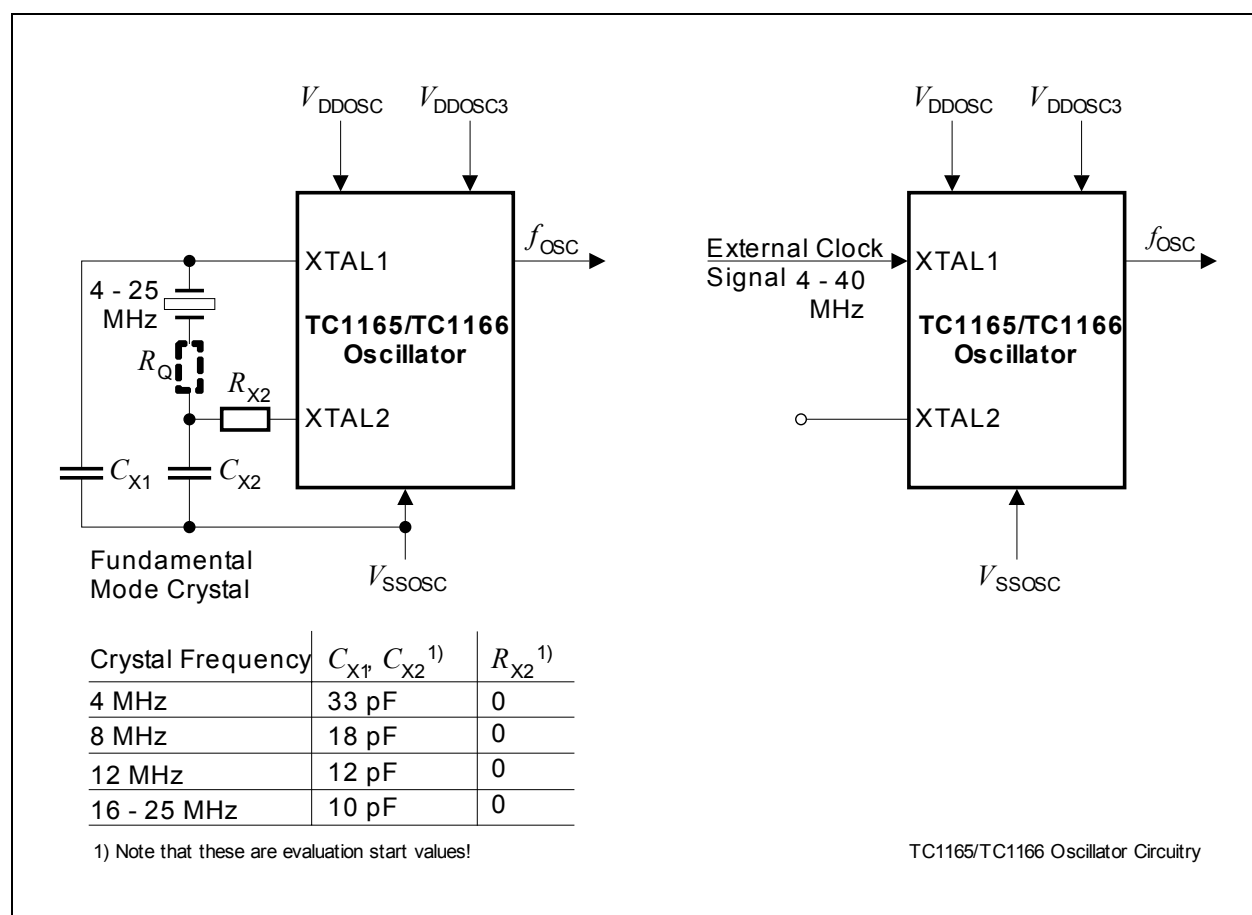 VDDOSC VDDOSC3
XTAL1
fOSC
4 - 25
MHz
TC1165/TC1166
Oscillator
RQ
RX2
XTAL2
CX1
CX2
Fundamental
Mode Crystal
VSSOSC
VDDOSC VDDOSC3
External Clock
Signal 4 - 40
MHz
XTAL1
fOSC
TC1165/TC1166
Oscillator
XTAL2
VSSOSC
Crystal Frequency CX1, CX2 1) RX2 1)
4 MHz 33 pF 0
8 MHz 18 pF 0
12 MHz 12 pF 0
16 - 25 MHz 10 pF 0
1) Note that these are evaluation start values!
TC1165/TC1166 Oscillator Circuitry